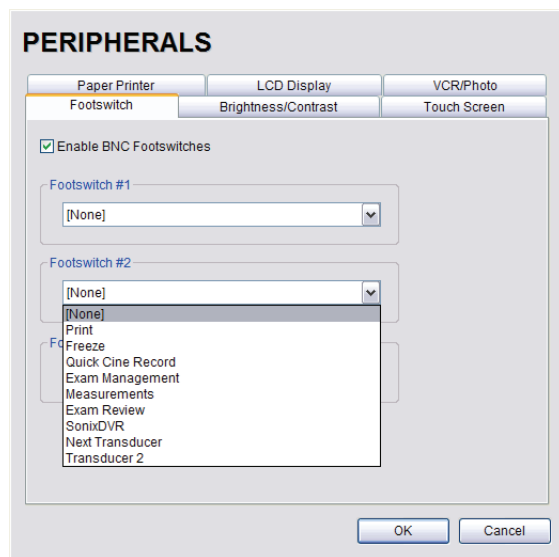 PERIPHERALS
Paper Printer LCD Display VCR/Photo
Footswitch Brightness/Contrast Touch Screen
Enable BNC Footswitches
Footswitch #1
[None]
Footswitch #2
[None]
[None]
Print
Freeze
Quick Cine Record
Exam Management
Measurements
Exam Review
SonixDVR
Next Transducer
Transducer 2
OK Cancel